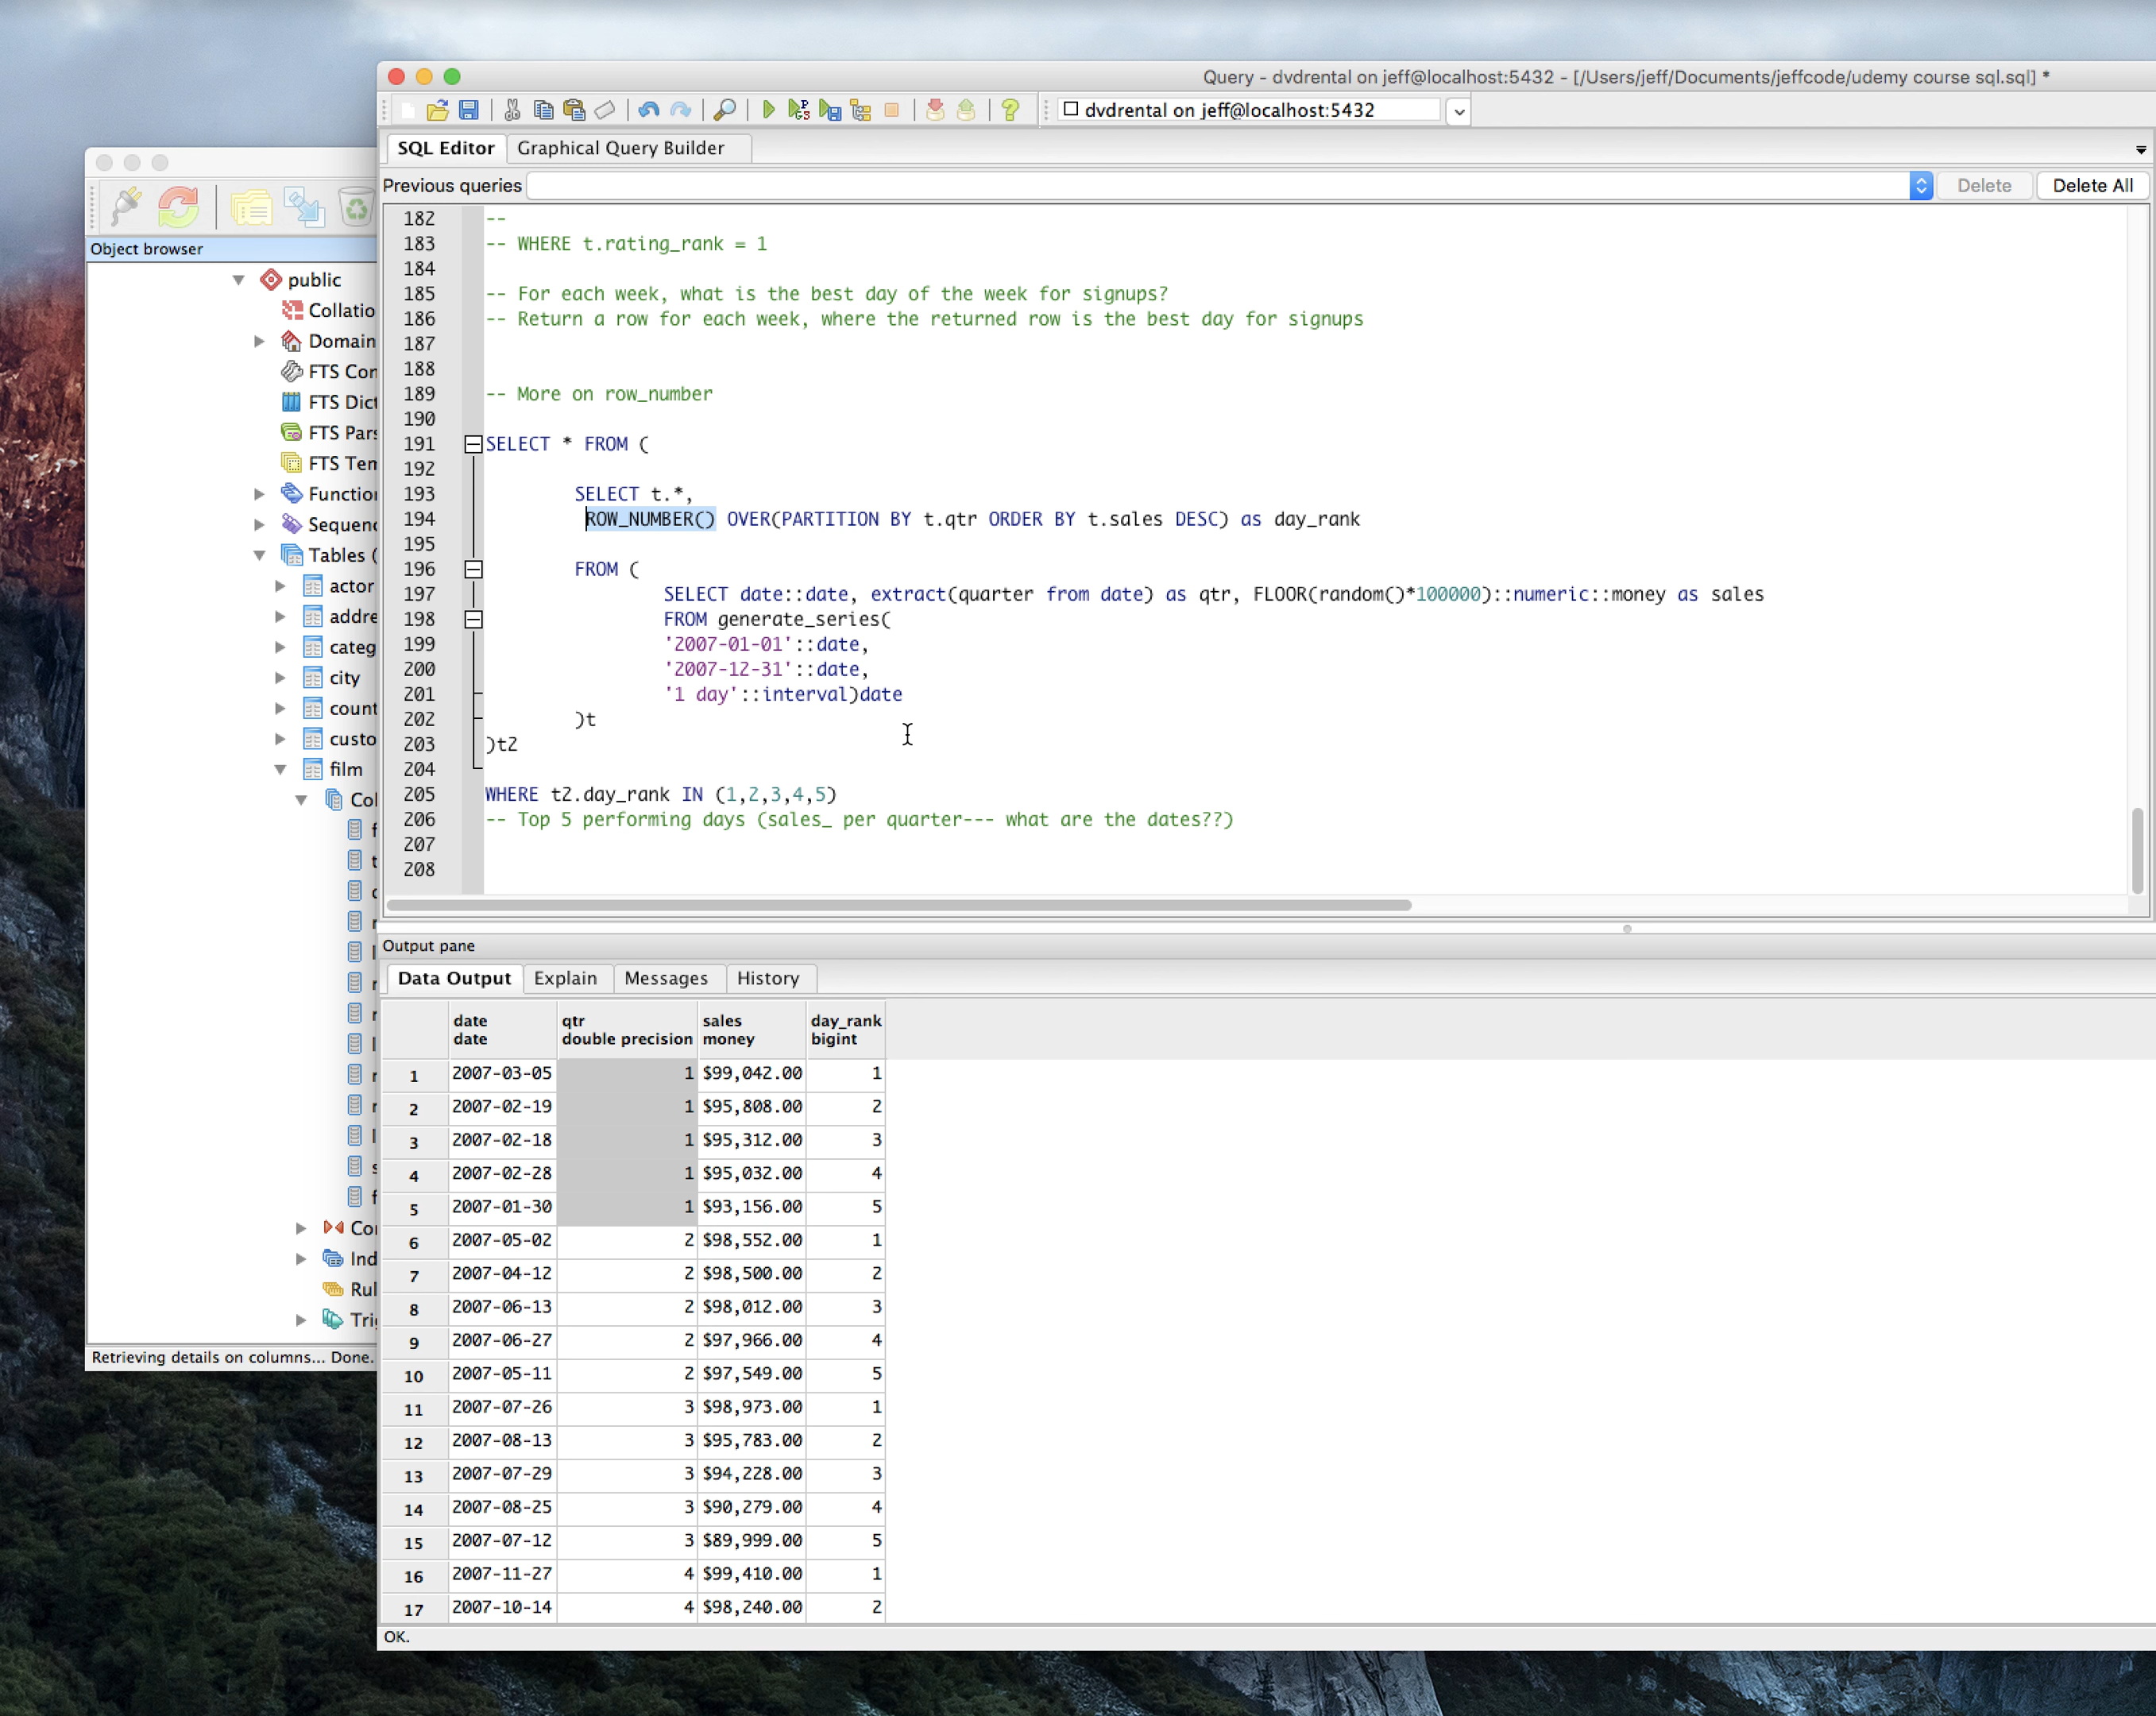 Query - dvdrental on jeff@localhost:5432 - [/Users/jeff/Documents/jeffcode/udemy course sql.sql] *
dvdrental on jeff@localhost:5432
SQL Editor
Graphical Query Builder
Previous queries
Delete
Delete All
Object browser
public
Collatio
Domain
FTS Con
FTS Dict
FTS Pars
FTS Tem
Function
Sequenc
Tables (
actor
addre
categ
city
count
custo
film
Col
Con
Ind
Rul
Trig
Retrieving details on columns... Done.
182 --
183 -- WHERE t.rating_rank = 1
184
185 -- For each week, what is the best day of the week for signups?
186 -- Return a row for each week, where the returned row is the best day for signups
187
188
189 -- More on row_number
190
191 SELECT * FROM (
192
193 SELECT t.*,
194 ROW_NUMBER() OVER(PARTITION BY t.qtr ORDER BY t.sales DESC) as day_rank
195
196 FROM (
197 SELECT date::date, extract(quarter from date) as qtr, FLOOR(random()*100000)::numeric::money as sales
198 FROM generate_series(
199 '2007-01-01'::date,
200 '2007-12-31'::date,
201 '1 day'::interval)date
202 )t
203 )t2
204
205 WHERE t2.day_rank IN (1,2,3,4,5)
206 -- Top 5 performing days (sales_ per quarter--- what are the dates??)
207
208
Output pane
Data Output Explain Messages History
date qtr sales day_rank
date double precision money bigint
1 2007-03-05 1 $99,042.00 1
2 2007-02-19 1 $95,808.00 2
3 2007-02-18 1 $95,312.00 3
4 2007-02-28 1 $95,032.00 4
5 2007-01-30 1 $93,156.00 5
6 2007-05-02 2 $98,552.00 1
7 2007-04-12 2 $98,500.00 2
8 2007-06-13 2 $98,012.00 3
9 2007-06-27 2 $97,966.00 4
10 2007-05-11 2 $97,549.00 5
11 2007-07-26 3 $98,973.00 1
12 2007-08-13 3 $95,783.00 2
13 2007-07-29 3 $94,228.00 3
14 2007-08-25 3 $90,279.00 4
15 2007-07-12 3 $89,999.00 5
16 2007-11-27 4 $99,410.00 1
17 2007-10-14 4 $98,240.00 2
OK.